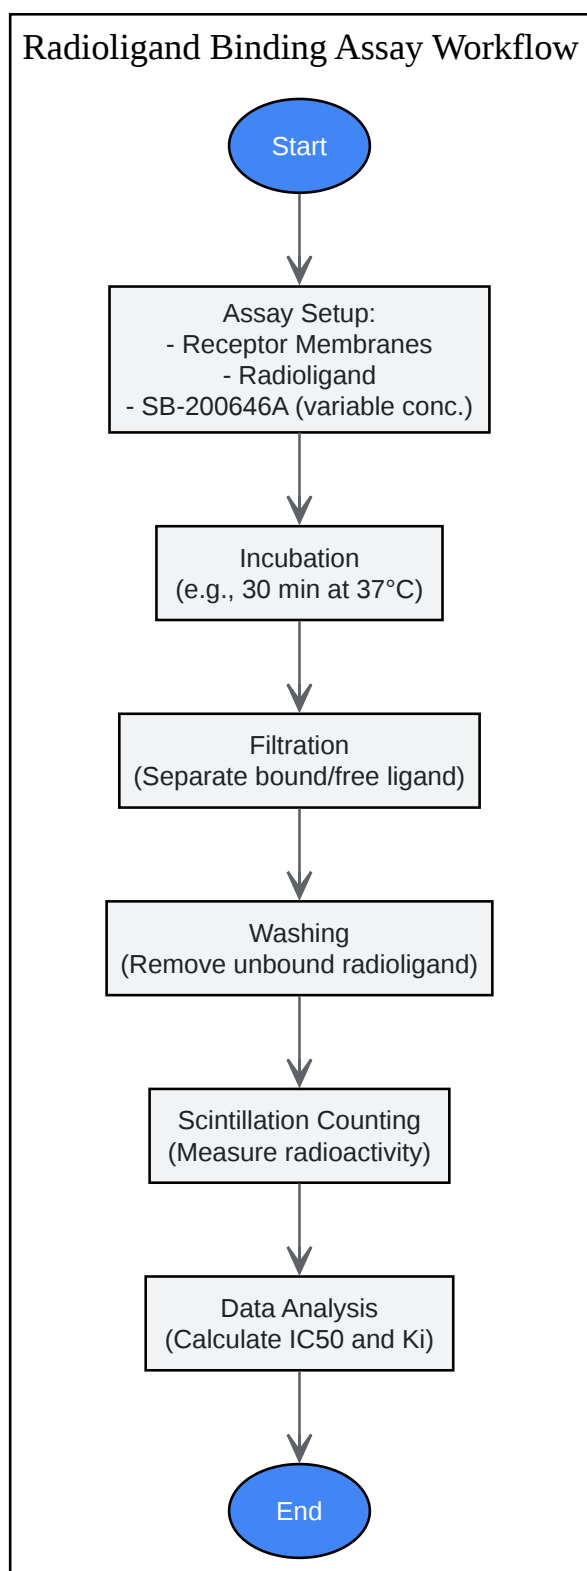 Radioligand Binding Assay Workflow
Start
Assay Setup:
- Receptor Membranes
- Radioligand
- SB-200646A (variable conc.)
Incubation
(e.g., 30 min at 37°C)
Filtration
(Separate bound/free ligand)
Washing
(Remove unbound radioligand)
Scintillation Counting
(Measure radioactivity)
Data Analysis
(Calculate IC50 and Ki)
End